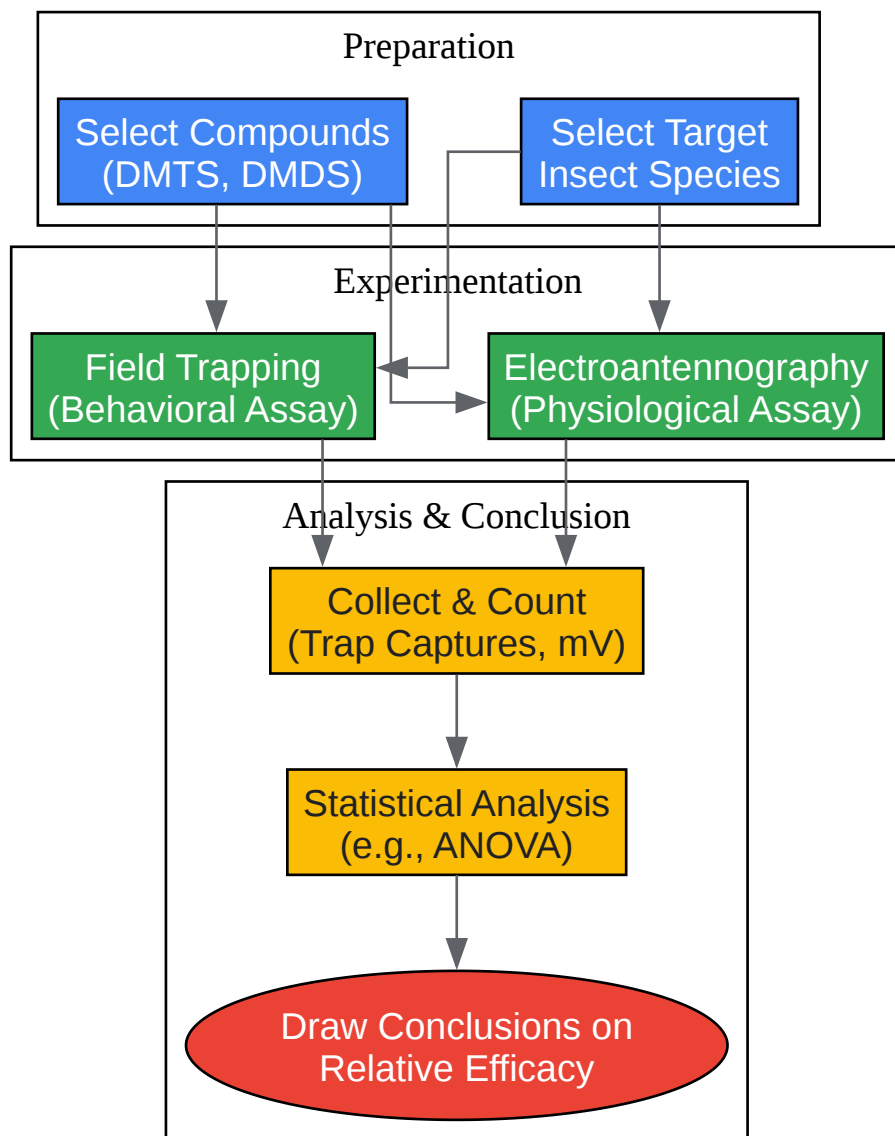 Preparation
Select Compounds
(DMTS, DMDS)
Select Target
Insect Species
Experimentation
Field Trapping
(Behavioral Assay)
Electroantennography
(Physiological Assay)
Analysis & Conclusion
Collect & Count
(Trap Captures, mV)
Statistical Analysis
(e.g., ANOVA)
Draw Conclusions on
Relative Efficacy